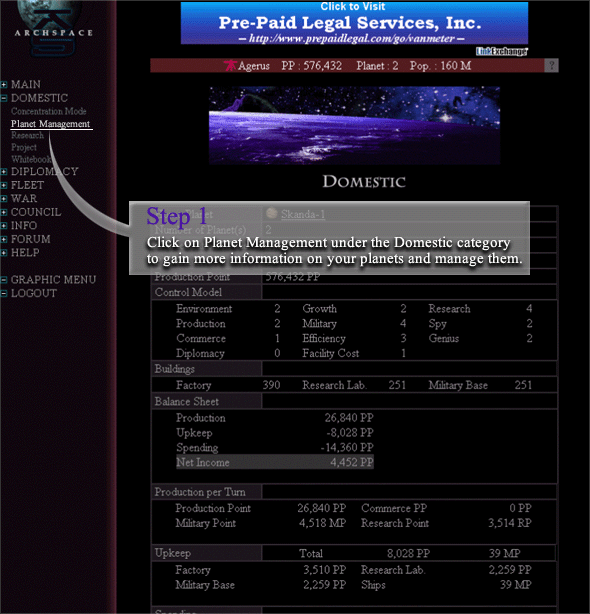 Click to Visit
Pre-Paid Legal Services, Inc.
– http://www.prepaidlegal.com/go/vanmeter –
LinkExchange
ARCHSPACE
Agerus PP : 576,432 Planet : 2 Pop. : 160 M ?
MAIN
DOMESTIC
Concentration Mode
Planet Management
Research
Project
Whitebook
DIPLOMACY
FLEET
WAR
COUNCIL
INFO
FORUM
HELP
GRAPHIC MENU
LOGOUT
DOMESTIC
Skanda-1
Number of Planet(s) 2
Step 1
Click on Planet Management under the Domestic category
to gain more information on your planets and manage them.
Production Point 576,432 PP
Control Model
Environment 2 Growth 2 Research 4
Production 2 Military 4 Spy 2
Commerce 1 Efficiency 3 Genius 2
Diplomacy 0 Facility Cost 1
Buildings
Factory 390 Research Lab. 251 Military Base 251
Balance Sheet
Production 26,840 PP
Upkeep -8,028 PP
Spending -14,360 PP
Net Income 4,452 PP
Production per Turn
Production Point 26,840 PP Commerce PP 0 PP
Military Point 4,518 MP Research Point 3,514 RP
Upkeep Total 8,028 PP 39 MP
Factory 3,510 PP Research Lab. 2,259 PP
Military Base 2,259 PP Ships 39 MP